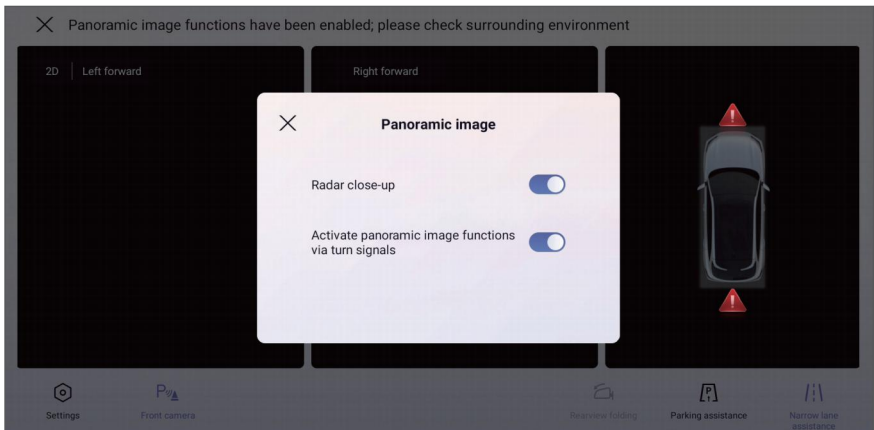 Panoramic image functions have been enabled; please check surrounding environment
2D Left forward
Right forward
Panoramic image
Radar close-up
Activate panoramic image functions
via turn signals
Settings
Front camera
Rearview folding
Parking assistance
Narrow lane
assistance